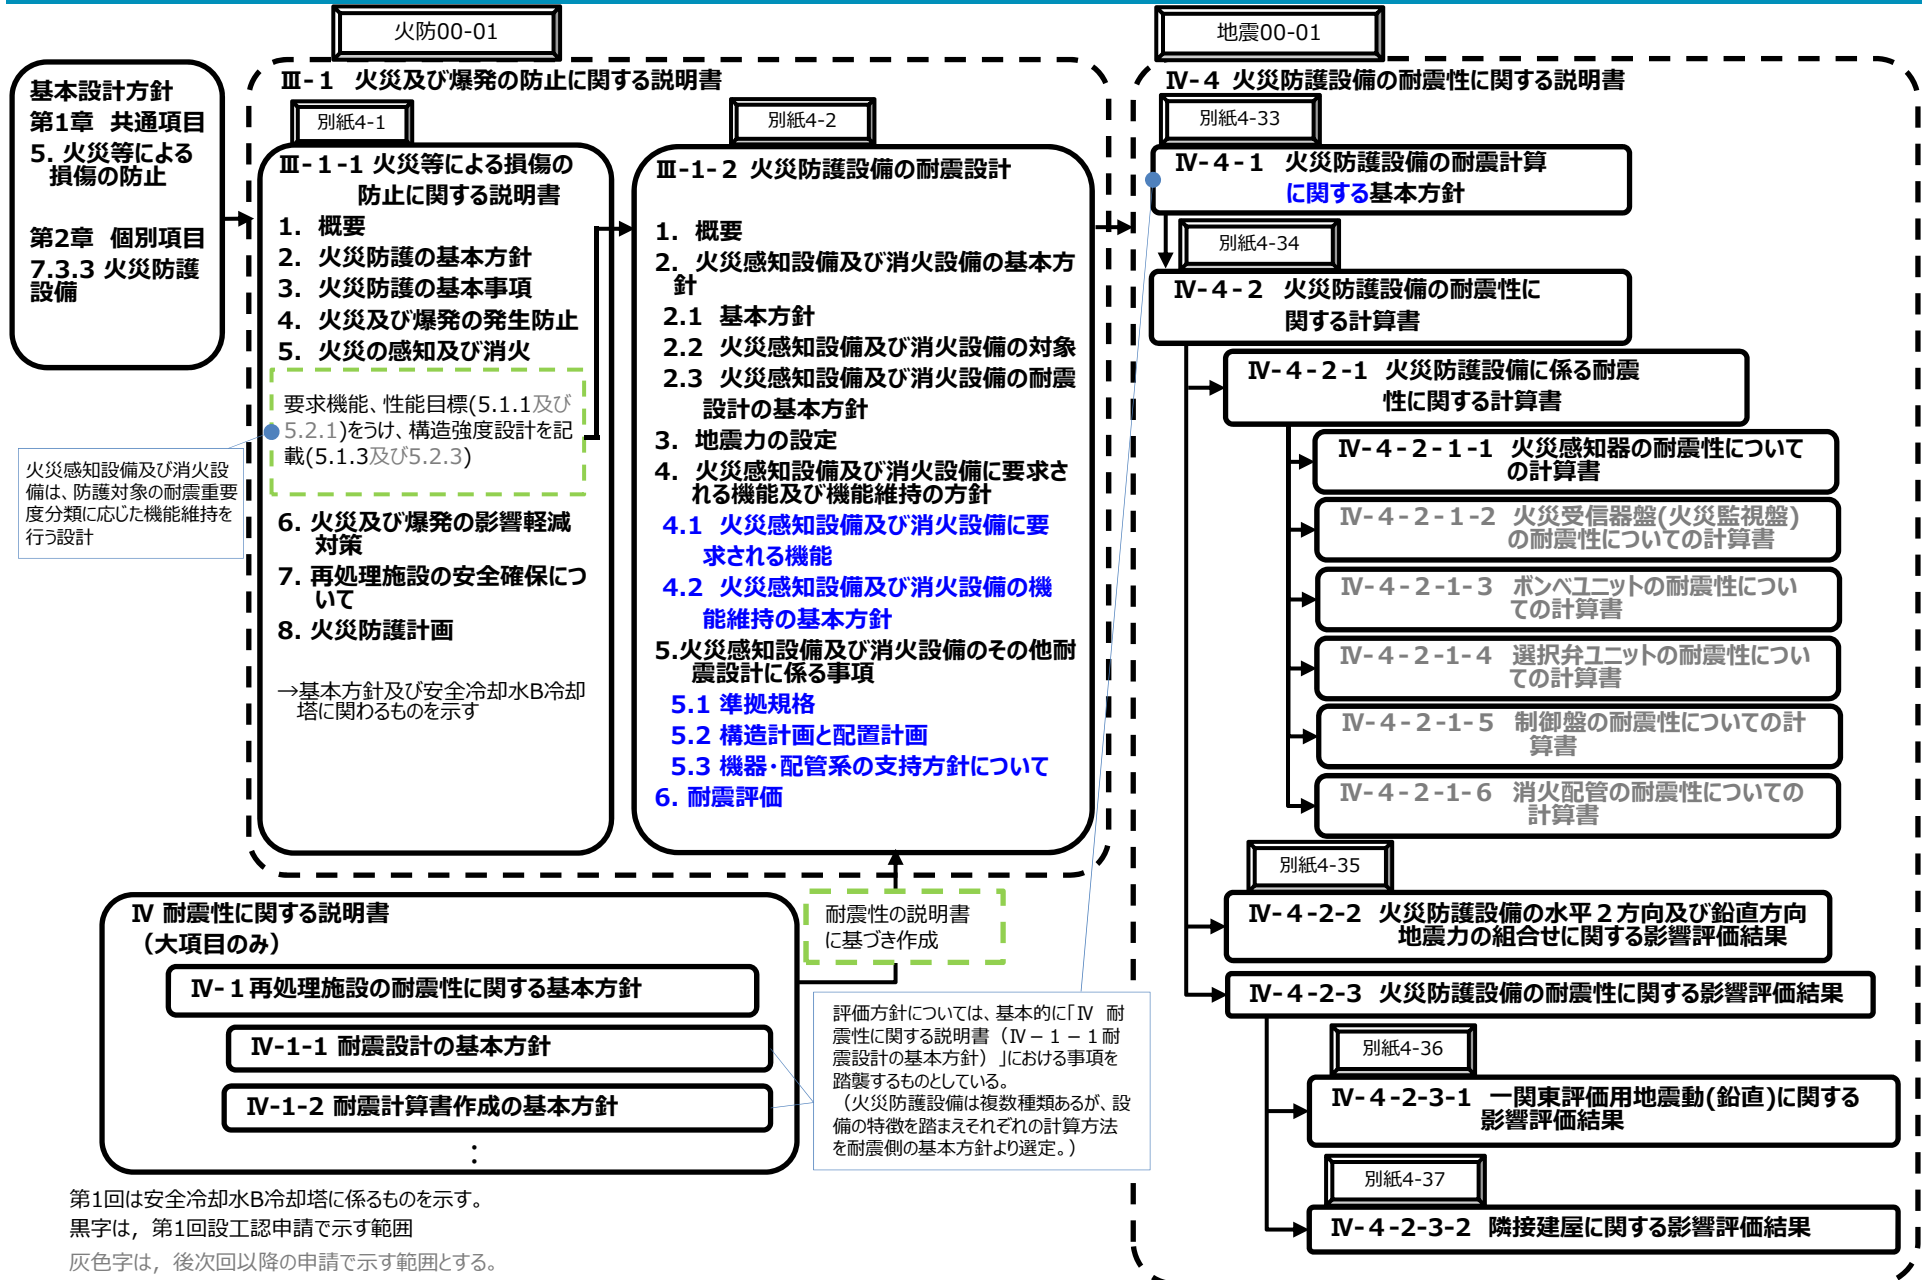 火防00-01
地震00-01
基本設計方針
第1章 共通項目
5. 火災等による
損傷の防止
第2章 個別項目
7.3.3 火災防護
設備
Ⅲ-1 火災及び爆発の防止に関する説明書
別紙4-1
Ⅲ-1-1 火災等による損傷の
防止に関する説明書
1. 概要
2. 火災防護の基本方針
3. 火災防護の基本事項
4. 火災及び爆発の発生防止
5. 火災の感知及び消火
要求機能、性能目標(5.1.1及び
5.2.1)をうけ、構造強度設計を記
載(5.1.3及び5.2.3)
6. 火災及び爆発の影響軽減
対策
7. 再処理施設の安全確保につ
いて
8. 火災防護計画
→基本方針及び安全冷却水B冷却
塔に関わるものを示す
火災感知設備及び消火設
備は、防護対象の耐震重要
度分類に応じた機能維持を
行う設計
別紙4-2
Ⅲ-1-2 火災防護設備の耐震設計
1. 概要
2. 火災感知設備及び消火設備の基本方
針
2.1 基本方針
2.2 火災感知設備及び消火設備の対象
2.3 火災感知設備及び消火設備の耐震
設計の基本方針
3. 地震力の設定
4. 火災感知設備及び消火設備に要求さ
れる機能及び機能維持の方針
4.1 火災感知設備及び消火設備に要
求される機能
4.2 火災感知設備及び消火設備の機
能維持の基本方針
5.火災感知設備及び消火設備のその他耐
震設計に係る事項
5.1 準拠規格
5.2 構造計画と配置計画
5.3 機器・配管系の支持方針について
6. 耐震評価
Ⅳ 耐震性に関する説明書
（大項目のみ）
Ⅳ-１再処理施設の耐震性に関する基本方針
Ⅳ-1-1 耐震設計の基本方針
Ⅳ-1-2 耐震計算書作成の基本方針
：
耐震性の説明書
に基づき作成
評価方針については、基本的に「Ⅳ 耐
震性に関する説明書（Ⅳ－１－１耐
震設計の基本方針）」における事項を
踏襲するものとしている。
（火災防護設備は複数種類あるが、設
備の特徴を踏まえそれぞれの計算方法
を耐震側の基本方針より選定。）
Ⅳ-4 火災防護設備の耐震性に関する説明書
別紙4-33
Ⅳ-４-１ 火災防護設備の耐震計算
に関する基本方針
別紙4-34
Ⅳ-４-２ 火災防護設備の耐震性に
関する計算書
Ⅳ-４-２-１ 火災防護設備に係る耐震
性に関する計算書
Ⅳ-４-２-１-１ 火災感知器の耐震性について
の計算書
Ⅳ-４-２-１-２ 火災受信器盤(火災監視盤)
の耐震性についての計算書
Ⅳ-４-２-１-３ ボンベユニットの耐震性につい
ての計算書
Ⅳ-４-２-１-４ 選択弁ユニットの耐震性につい
ての計算書
Ⅳ-４-２-１-５ 制御盤の耐震性についての計
算書
Ⅳ-４-２-１-６ 消火配管の耐震性についての
計算書
別紙4-35
Ⅳ-４-2-2 火災防護設備の水平２方向及び鉛直方向
地震力の組合せに関する影響評価結果
Ⅳ-４-2-3 火災防護設備の耐震性に関する影響評価結果
別紙4-36
Ⅳ-４-2-3-1 一関東評価用地震動(鉛直)に関する
影響評価結果
別紙4-37
Ⅳ-４-2-3-2 隣接建屋に関する影響評価結果
第1回は安全冷却水B冷却塔に係るものを示す。
黒字は，第1回設工認申請で示す範囲
灰色字は，後次回以降の申請で示す範囲とする。